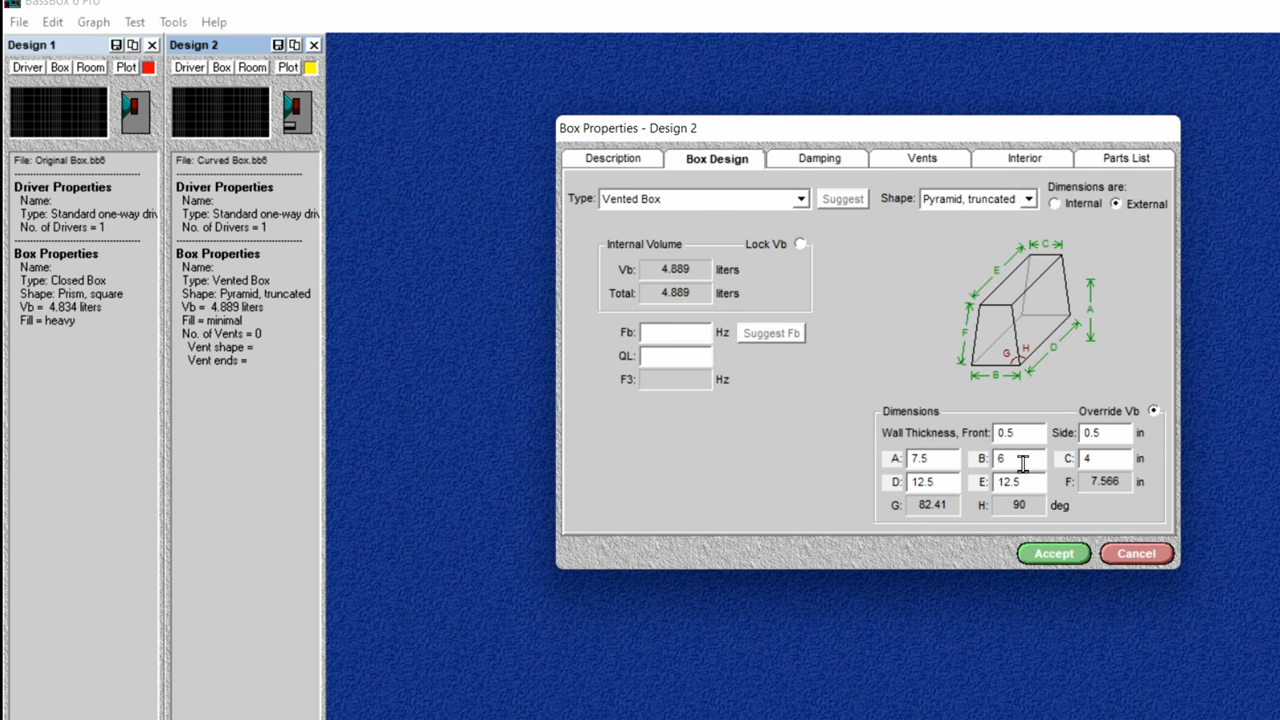 BassBox 6 Pro
File Edit Graph Test Tools Help
Design 1
Driver Box Room Plot
File: Original Box.bb6
Driver Properties
Name:
Type: Standard one-way driv
No. of Drivers = 1
Box Properties
Name:
Type: Closed Box
Shape: Prism, square
Vb = 4.834 liters
Fill = heavy
Design 2
Driver Box Room Plot
File: Curved Box.bb6
Driver Properties
Name:
Type: Standard one-way driv
No. of Drivers = 1
Box Properties
Name:
Type: Vented Box
Shape: Pyramid, truncated
Vb = 4.889 liters
Fill = minimal
No. of Vents = 0
Vent shape =
Vent ends =
Box Properties - Design 2
Description Box Design Damping Vents Interior Parts List
Type: Vented Box Suggest Shape: Pyramid, truncated
Dimensions are:
Internal External
Internal Volume Lock Vb
Vb: 4.889 liters
Total: 4.889 liters
Fb: Hz Suggest Fb
QL:
F3: Hz
C
E
A
F
G H
D
B
Dimensions Override Vb
Wall Thickness, Front: 0.5 Side: 0.5 in
A: 7.5 B: 6 C: 4 in
D: 12.5 E: 12.5 F: 7.566 in
G: 82.41 H: 90 deg
Accept Cancel